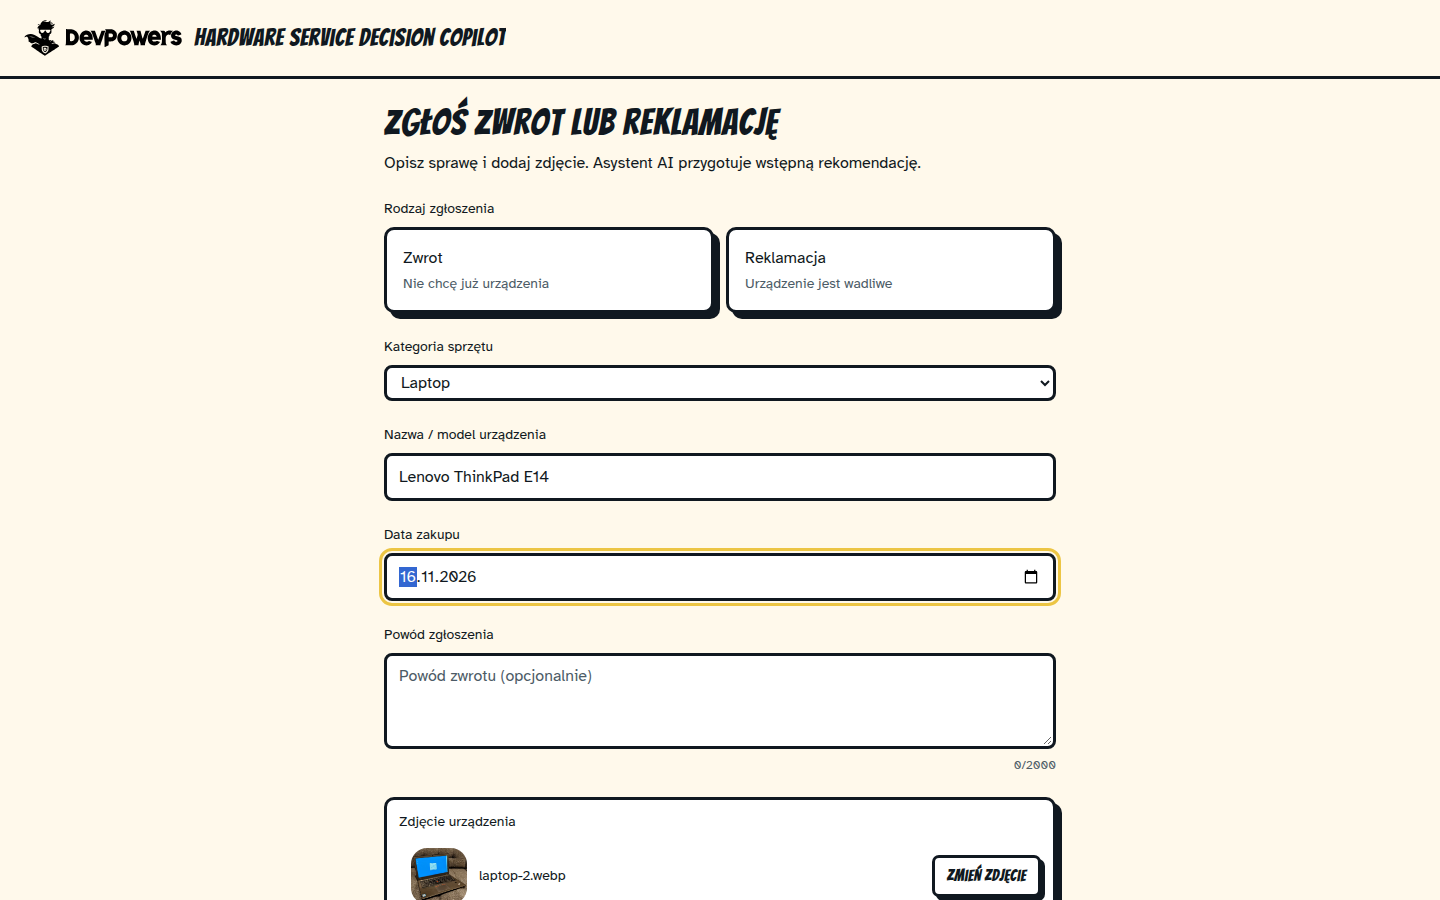 DevPowers HARDWARE SERVICE DECISION COPILOT
ZGŁOŚ ZWROT LUB REKLAMACJĘ
Opisz sprawę i dodaj zdjęcie. Asystent AI przygotuje wstępną rekomendację.
Rodzaj zgłoszenia
Zwrot
Nie chcę już urządzenia
Reklamacja
Urządzenie jest wadliwe
Kategoria sprzętu
Laptop
Nazwa / model urządzenia
Lenovo ThinkPad E14
Data zakupu
16.11.2026
Powód zgłoszenia
Powód zwrotu (opcjonalnie)
0/2000
Zdjęcie urządzenia
laptop-2.webp
ZMIEŃ ZDJĘCIE